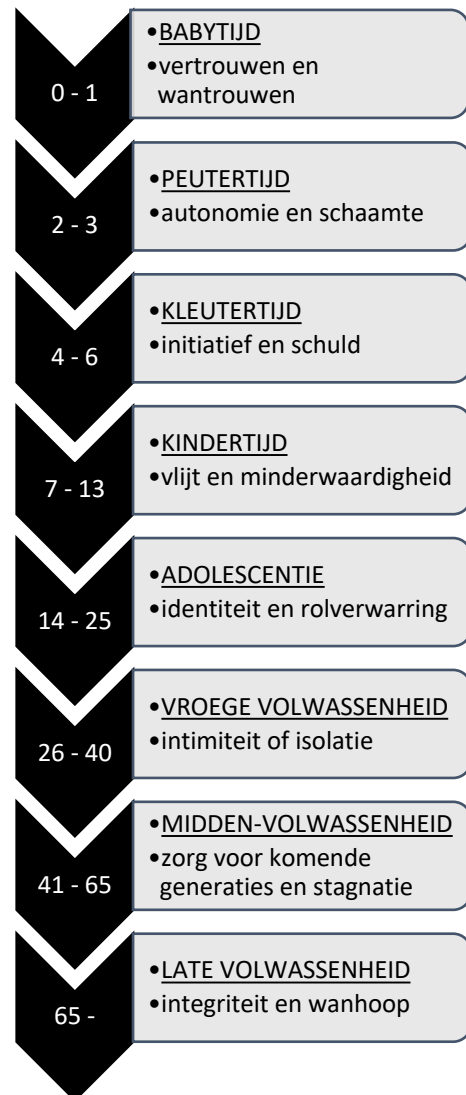 0 - 1
•BABYTIJD
•vertrouwen en
wantrouwen
2 - 3
•PEUTERTIJD
•autonomie en schaamte
4 - 6
•KLEUTERTIJD
•initiatief en schuld
7 - 13
•KINDERTIJD
•vlijt en minderwaardigheid
14 - 25
•ADOLESCENTIE
•identiteit en rolverwarring
26 - 40
•VROEGE VOLWASSENHEID
•intimiteit of isolatie
41 - 65
•MIDDEN-VOLWASSENHEID
•zorg voor komende
generaties en stagnatie
65 -
•LATE VOLWASSENHEID
•integriteit en wanhoop